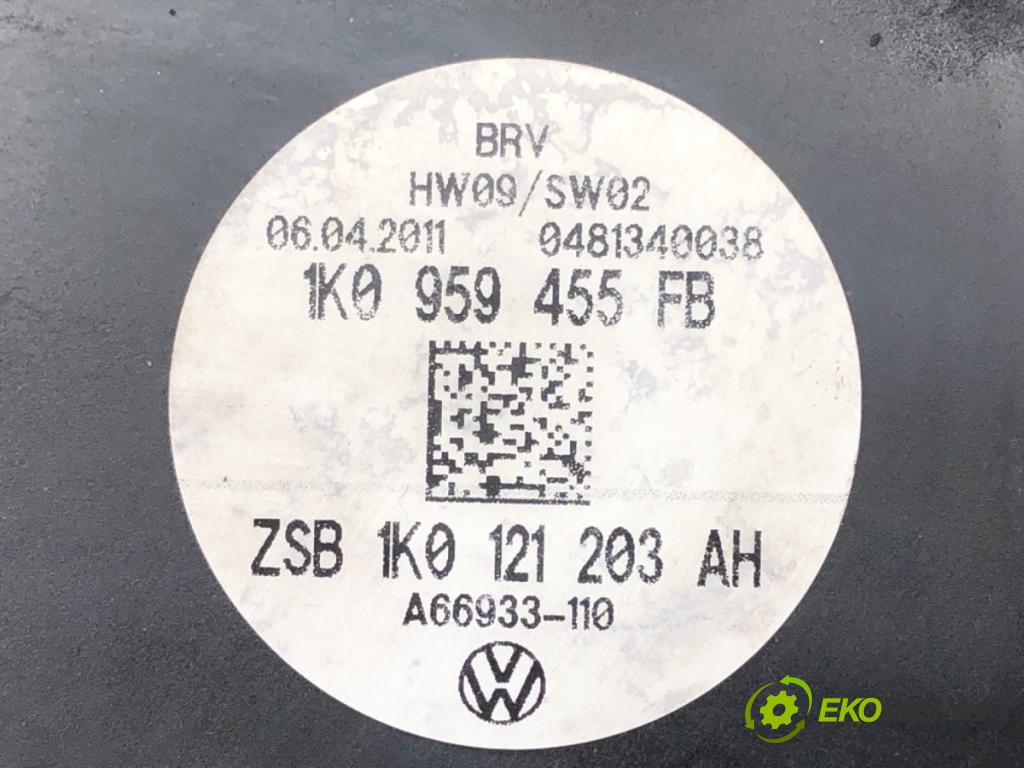 BRV
HW09/SW02
06.04.2011 0481340038
1K0 959 455 FB
ZSB 1K0 121 203 AH
A66933-110
VW
EKO